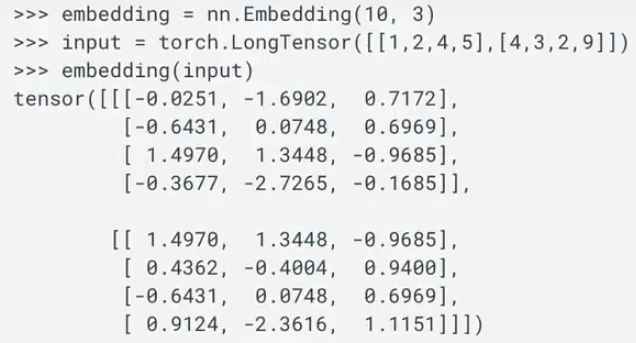 >>> embedding = nn.Embedding(10, 3)
>>> input = torch.LongTensor([[1,2,4,5],[4,3,2,9]])
>>> embedding(input)
tensor([[[-0.0251, -1.6902,  0.7172],
         [-0.6431,  0.0748,  0.6969],
         [ 1.4970,  1.3448, -0.9685],
         [-0.3677, -2.7265, -0.1685]],

        [[ 1.4970,  1.3448, -0.9685],
         [ 0.4362, -0.4004,  0.9400],
         [-0.6431,  0.0748,  0.6969],
         [ 0.9124, -2.3616,  1.1151]]])